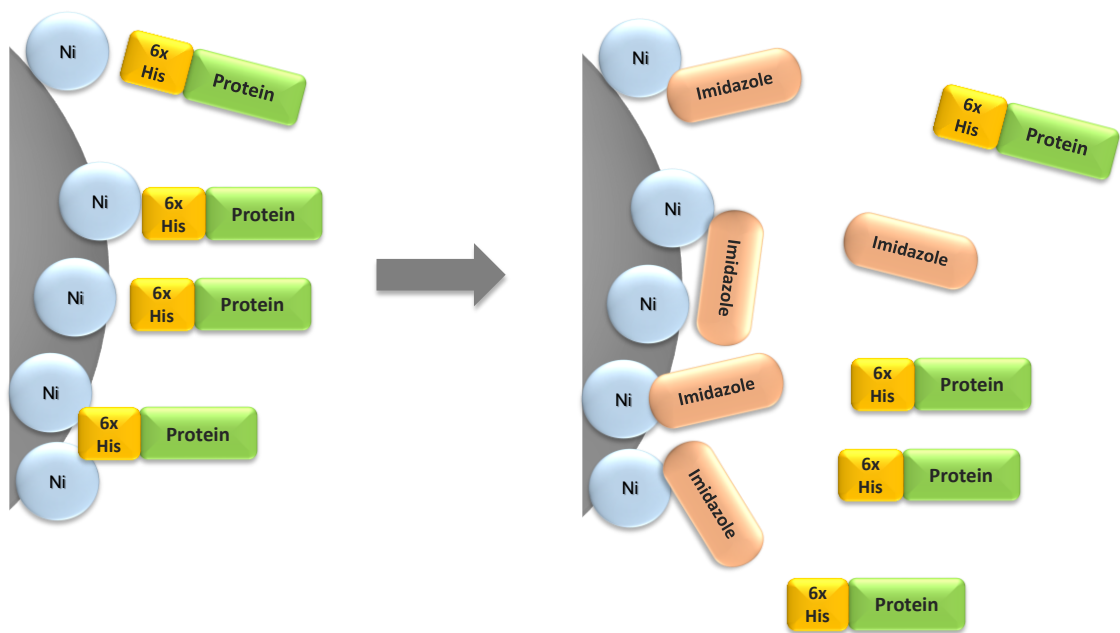 Ni
6x
His
Protein
Ni
6x
His
Protein
Ni
6x
His
Protein
Ni
6x
His
Protein
Ni
Ni
Imidazole
6x
His
Protein
Ni
Imidazole
Imidazole
Ni
Ni
Imidazole
6x
His
Protein
Ni
Imidazole
6x
His
Protein
6x
His
Protein